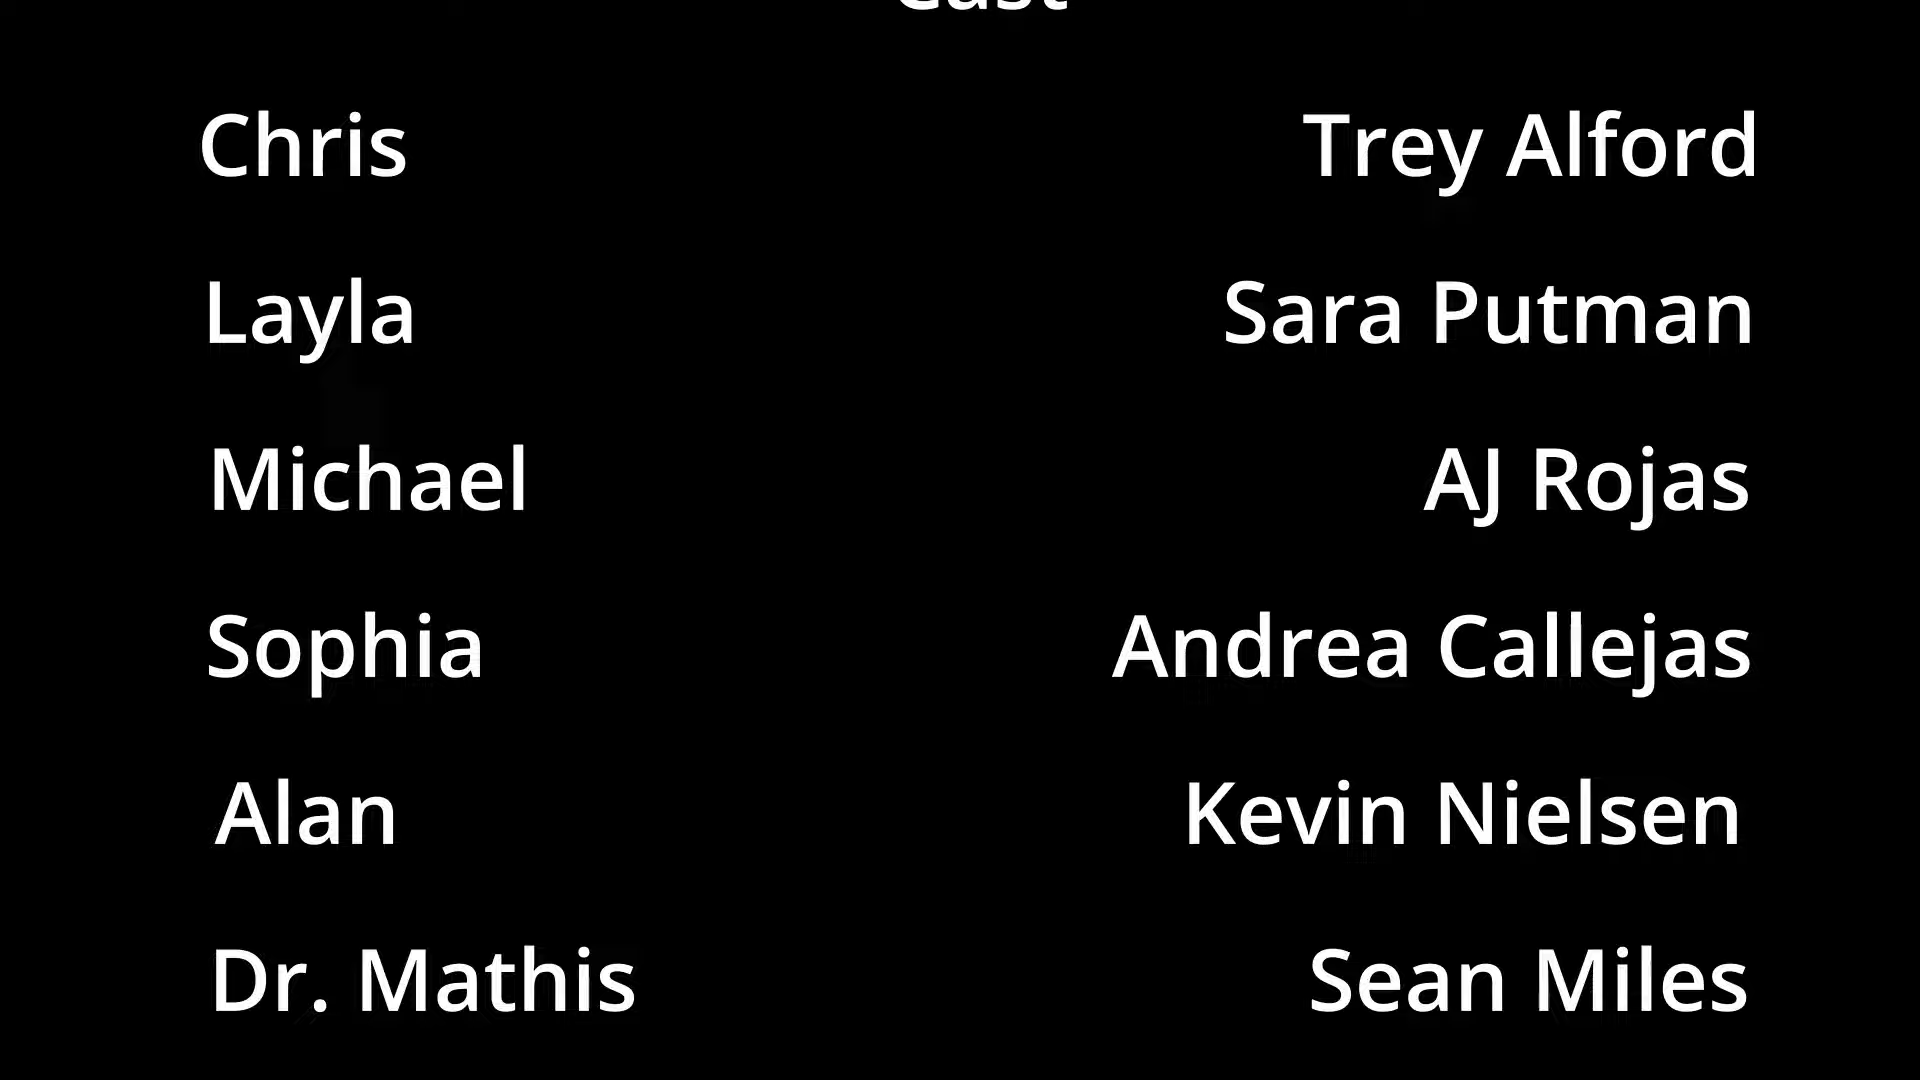 Cast
Chris Trey Alford
Layla Sara Putman
Michael AJ Rojas
Sophia Andrea Callejas
Alan Kevin Nielsen
Dr. Mathis Sean Miles